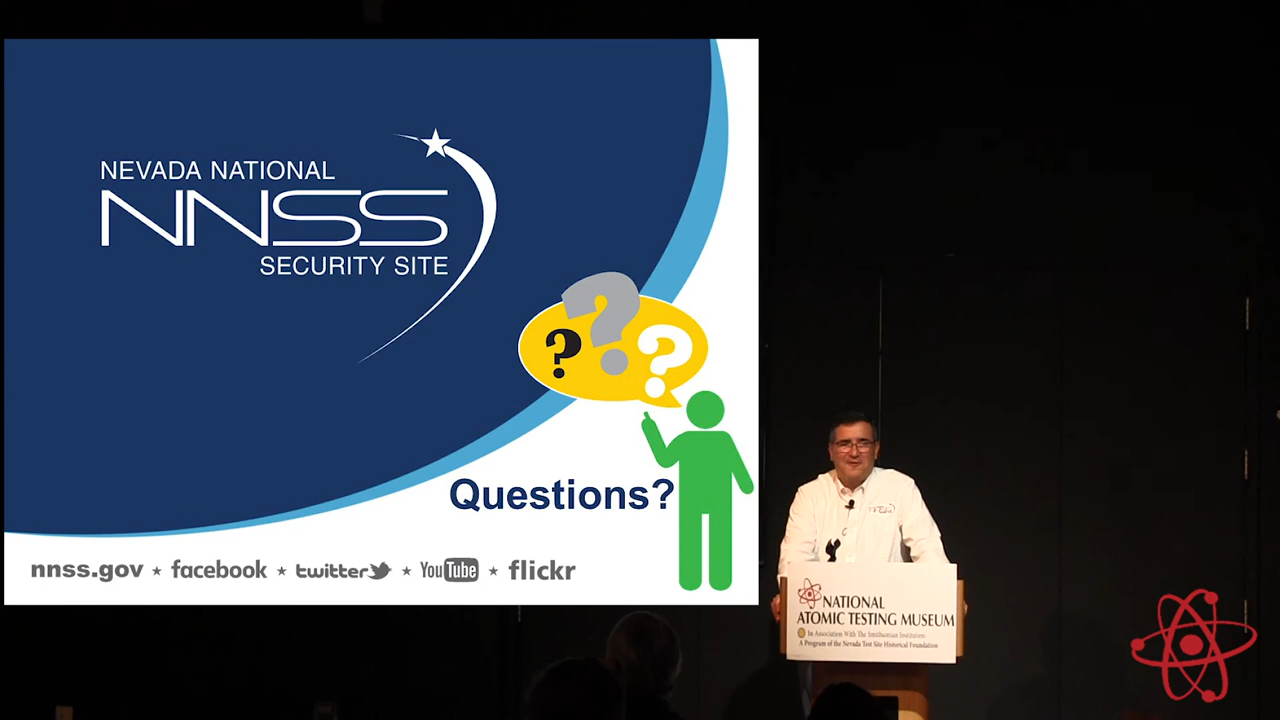 NEVADA NATIONAL
NNSS
SECURITY SITE
? ? ?
Questions?
nnss.gov ★ facebook ★ twitter ★ YouTube ★ flickr
NATIONAL
ATOMIC TESTING MUSEUM
In Association With The Smithsonian Institution
A Program of the Nevada Test Site Historical Foundation